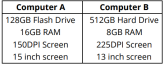 Computer A Computer B
128GB Flash Drive 512GB Hard Drive
16GB RAM 8GB RAM
150DPI Screen 225DPI Screen
15 inch screen 13 inch screen